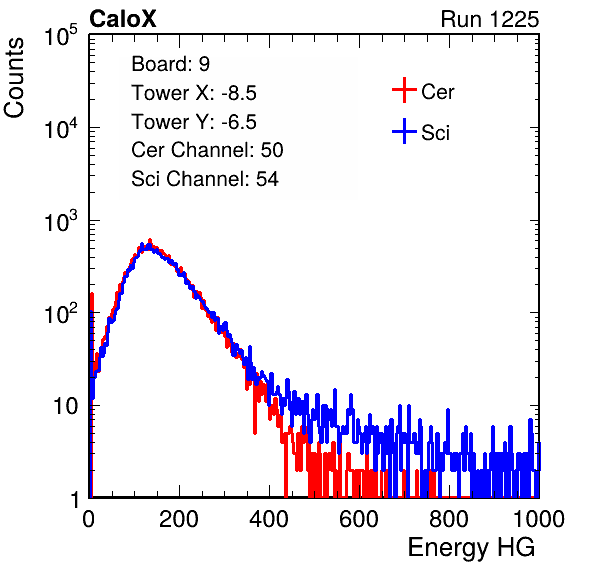 CaloX Run 1225
Counts
Board: 9
Tower X: -8.5
Tower Y: -6.5
Cer Channel: 50
Sci Channel: 54
Cer
Sci
10^5
10^4
10^3
10^2
10
1
0 200 400 600 800 1000
Energy HG